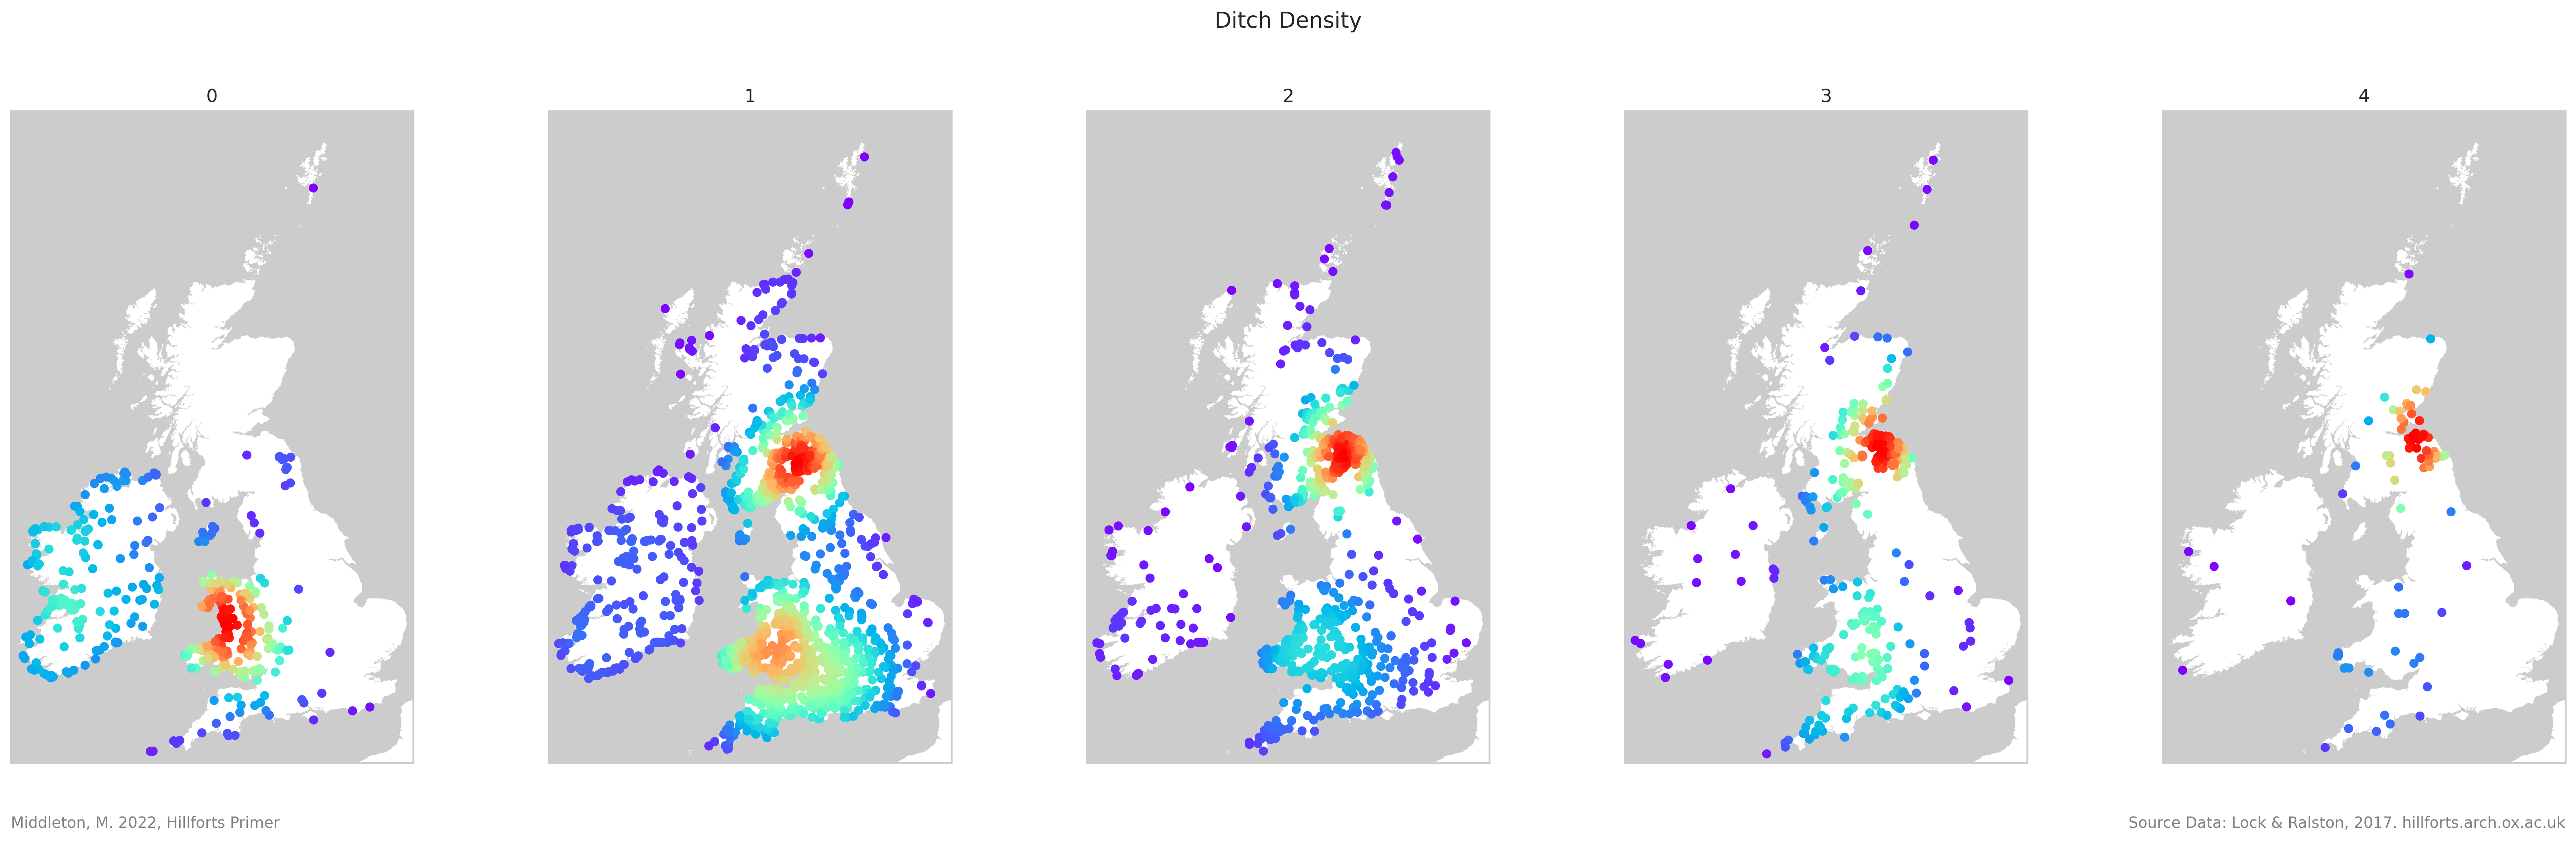 Ditch Density
0
1
2
3
4
Middleton, M. 2022, Hillforts Primer
Source Data: Lock & Ralston, 2017. hillforts.arch.ox.ac.uk